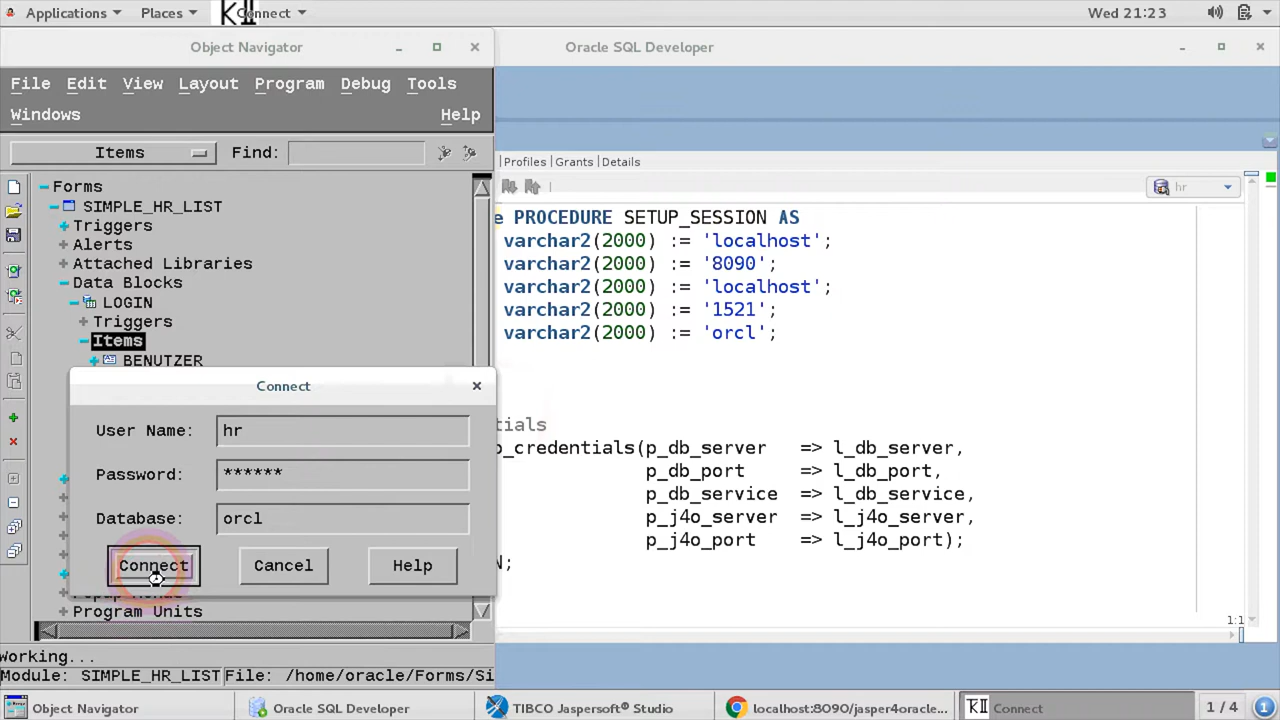 Applications Places Connect Wed 21:23
Object Navigator
Oracle SQL Developer
File Edit View Layout Program Debug Tools
Windows Help
Items Find:
Profiles Grants Details
hr
Forms
SIMPLE_HR_LIST
Triggers
Alerts
Attached Libraries
Data Blocks
LOGIN
Triggers
Items
BENUTZER
PROCEDURE SETUP_SESSION AS
varchar2(2000) := 'localhost';
varchar2(2000) := '8090';
varchar2(2000) := 'localhost';
varchar2(2000) := '1521';
varchar2(2000) := 'orcl';
tials
_credentials(p_db_server => l_db_server,
p_db_port => l_db_port,
p_db_service => l_db_service,
p_j4o_server => l_j4o_server,
p_j4o_port => l_j4o_port);
;
Connect
User Name: hr
Password: ******
Database: orcl
Connect Cancel Help
Program Units
1:1
Working...
Module: SIMPLE_HR_LIST File: /home/oracle/Forms/Si
Object Navigator Oracle SQL Developer TIBCO Jaspersoft® Studio localhost:8090/jasper4oracle... Connect 1 / 4 1